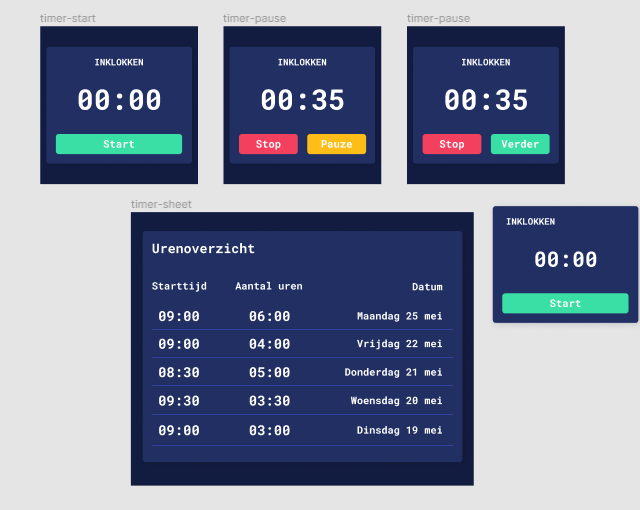 timer-start
INKLOKKEN
00:00
Start
timer-pause
INKLOKKEN
00:35
Stop Pauze
timer-pause
INKLOKKEN
00:35
Stop Verder
timer-sheet
Urenoverzicht
Starttijd Aantal uren Datum
09:00 06:00 Maandag 25 mei
09:00 04:00 Vrijdag 22 mei
08:30 05:00 Donderdag 21 mei
09:30 03:30 Woensdag 20 mei
09:00 03:00 Dinsdag 19 mei
INKLOKKEN
00:00
Start